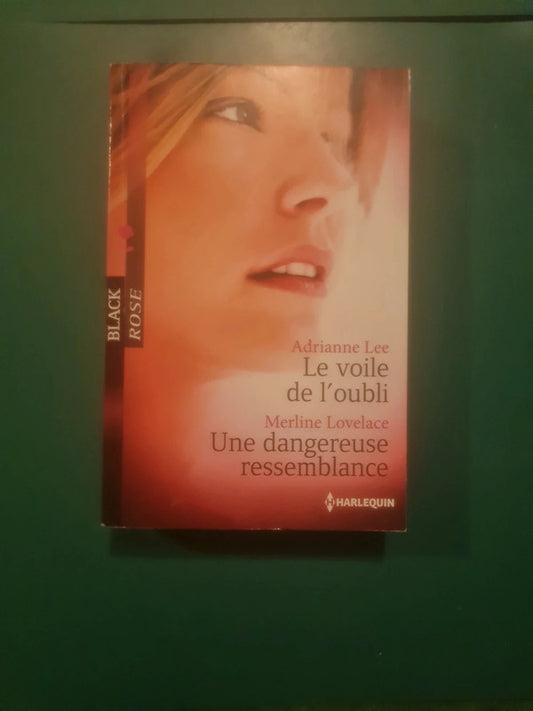 BLACK
ROSE
Adrianne Lee
Le voile
de l'oubli
Merline Lovelace
Une dangereuse
ressemblance
HARLEQUIN